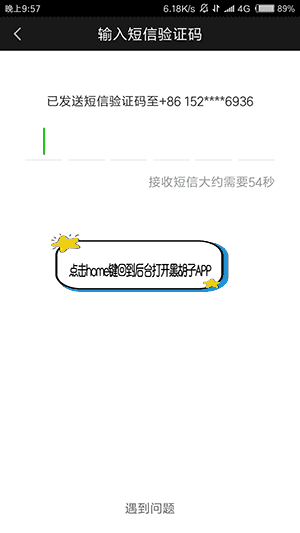 晚上9:57 6.18K/s 4G 89%
输入短信验证码
已发送短信验证码至+86 152****6936
接收短信大约需要54秒
点击home键回到后台打开黑胡子APP
遇到问题